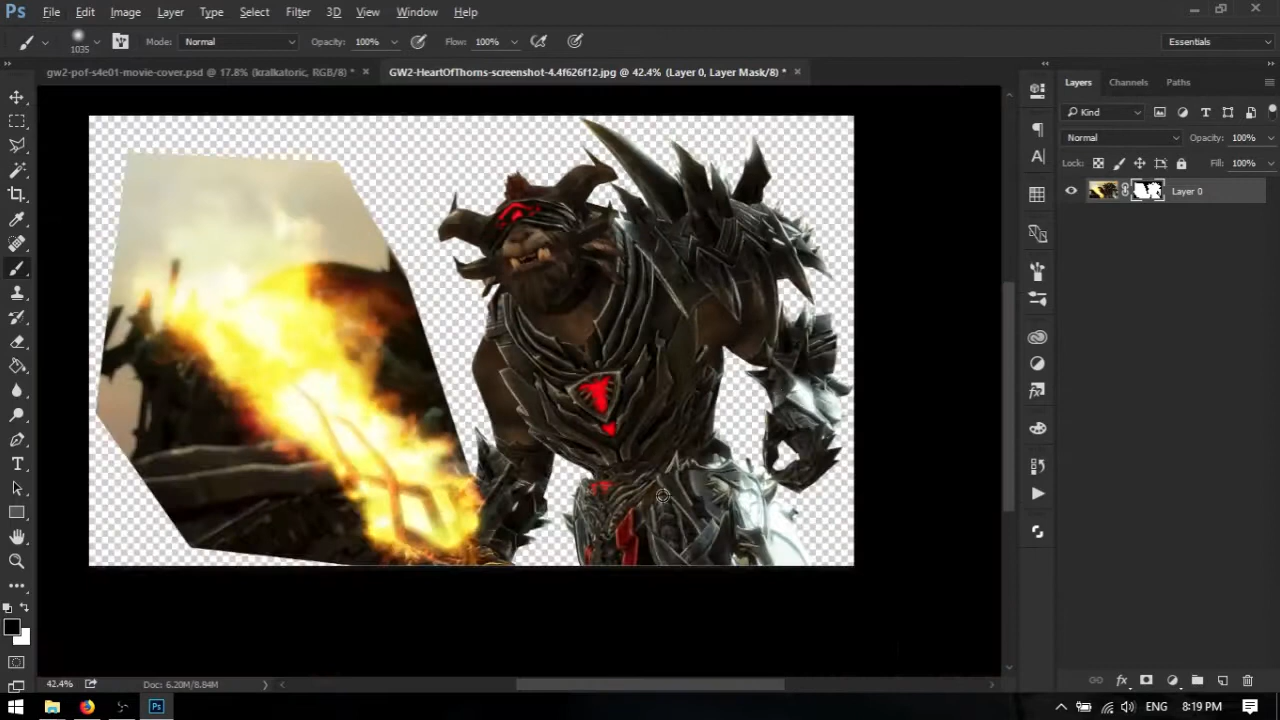 Ps File Edit Image Layer Type Select Filter 3D View Window Help
1035 Mode: Normal Opacity: 100% Flow: 100% Essentials
gw2-pof-s4e01-movie-cover.psd @ 17.8% (kralkatoric, RGB/8) * × GW2-HeartOfThorns-screenshot-4.4f626f12.jpg @ 42.4% (Layer 0, Layer Mask/8) * ×
Layers Channels Paths
Kind
Normal Opacity: 100%
Lock: Fill: 100%
Layer 0
42.4% Doc: 6.20M/8.84M
Ps ENG 8:19 PM